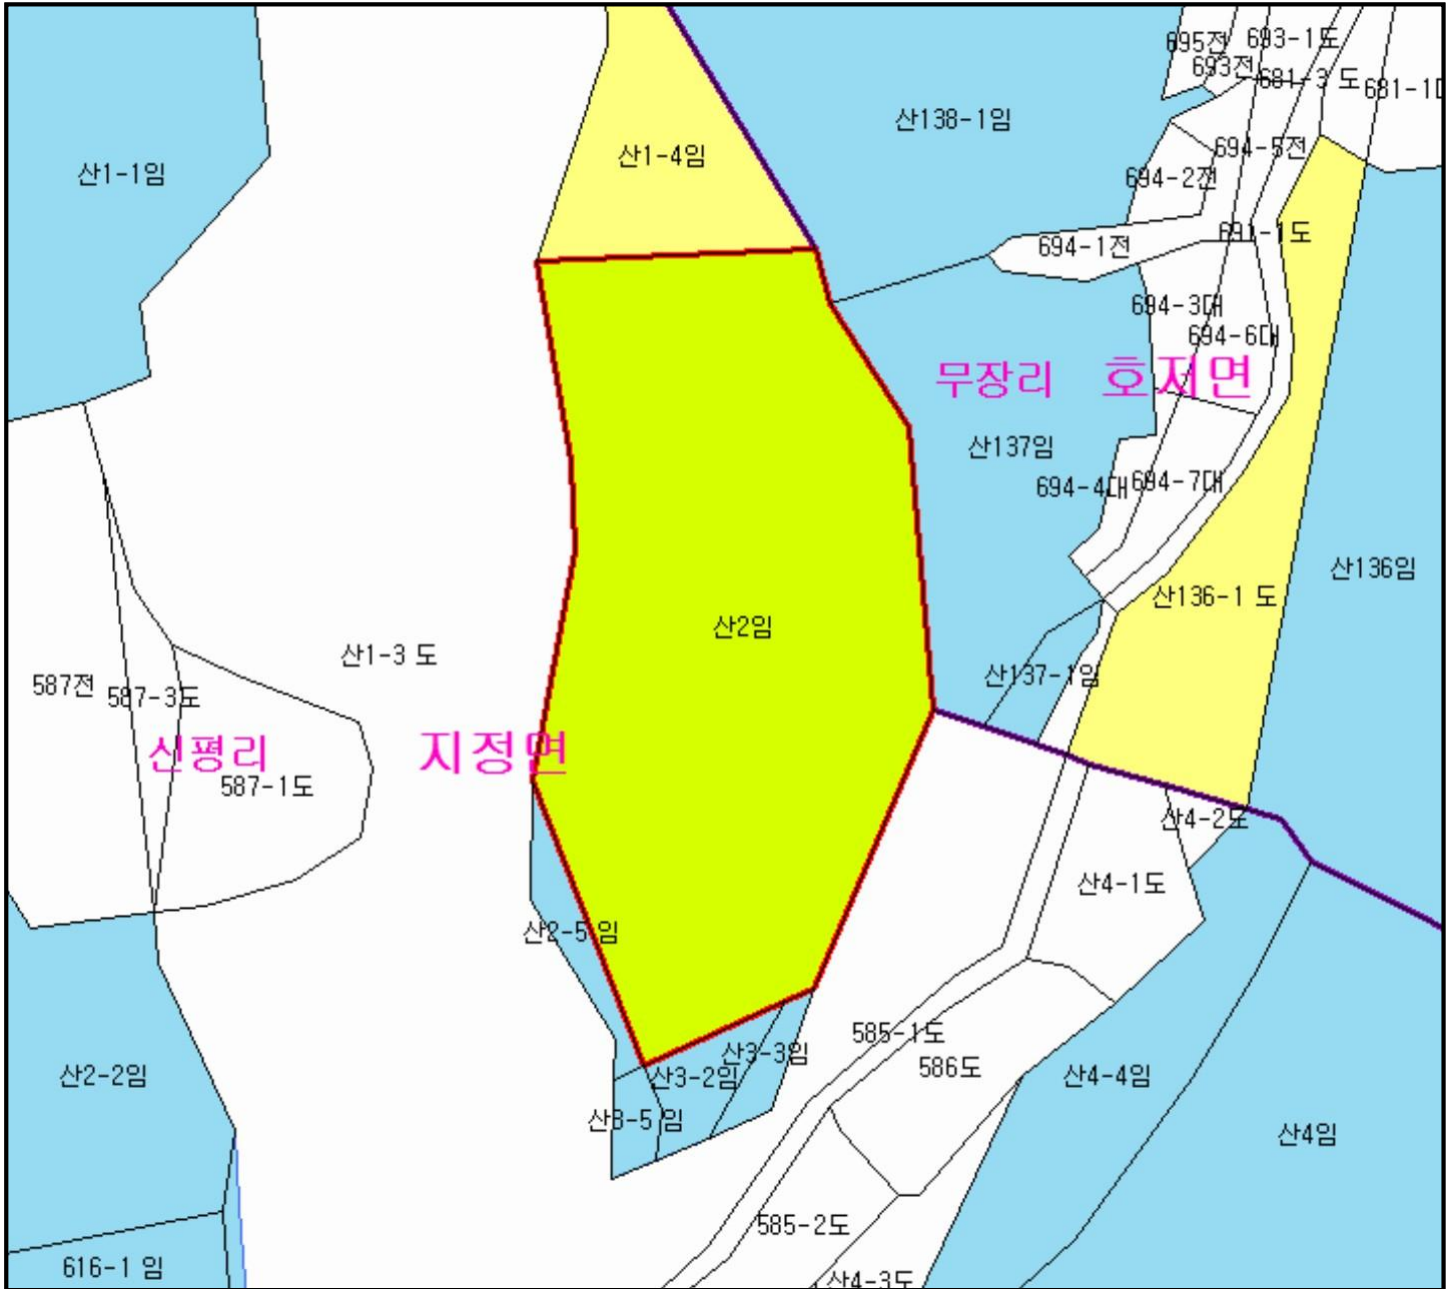 695전
693-1도
693전
681-3 도
681-1
산138-1임
694-5전
산1-4임
산1-1임
694-2전
691-1도
694-1전
694-3대
694-6대
무장리
호저면
산137임
694-7대
694-4대
산136임
산136-1 도
산2임
산1-3 도
산137-1임
587전
587-3도
신평리
지정면
587-1도
산4-2도
산4-1도
산2-5 임
585-1도
산3-3임
586도
산2-2임
산3-2임
산4-4임
산3-5 임
산4임
585-2도
616-1 임
산4-3도